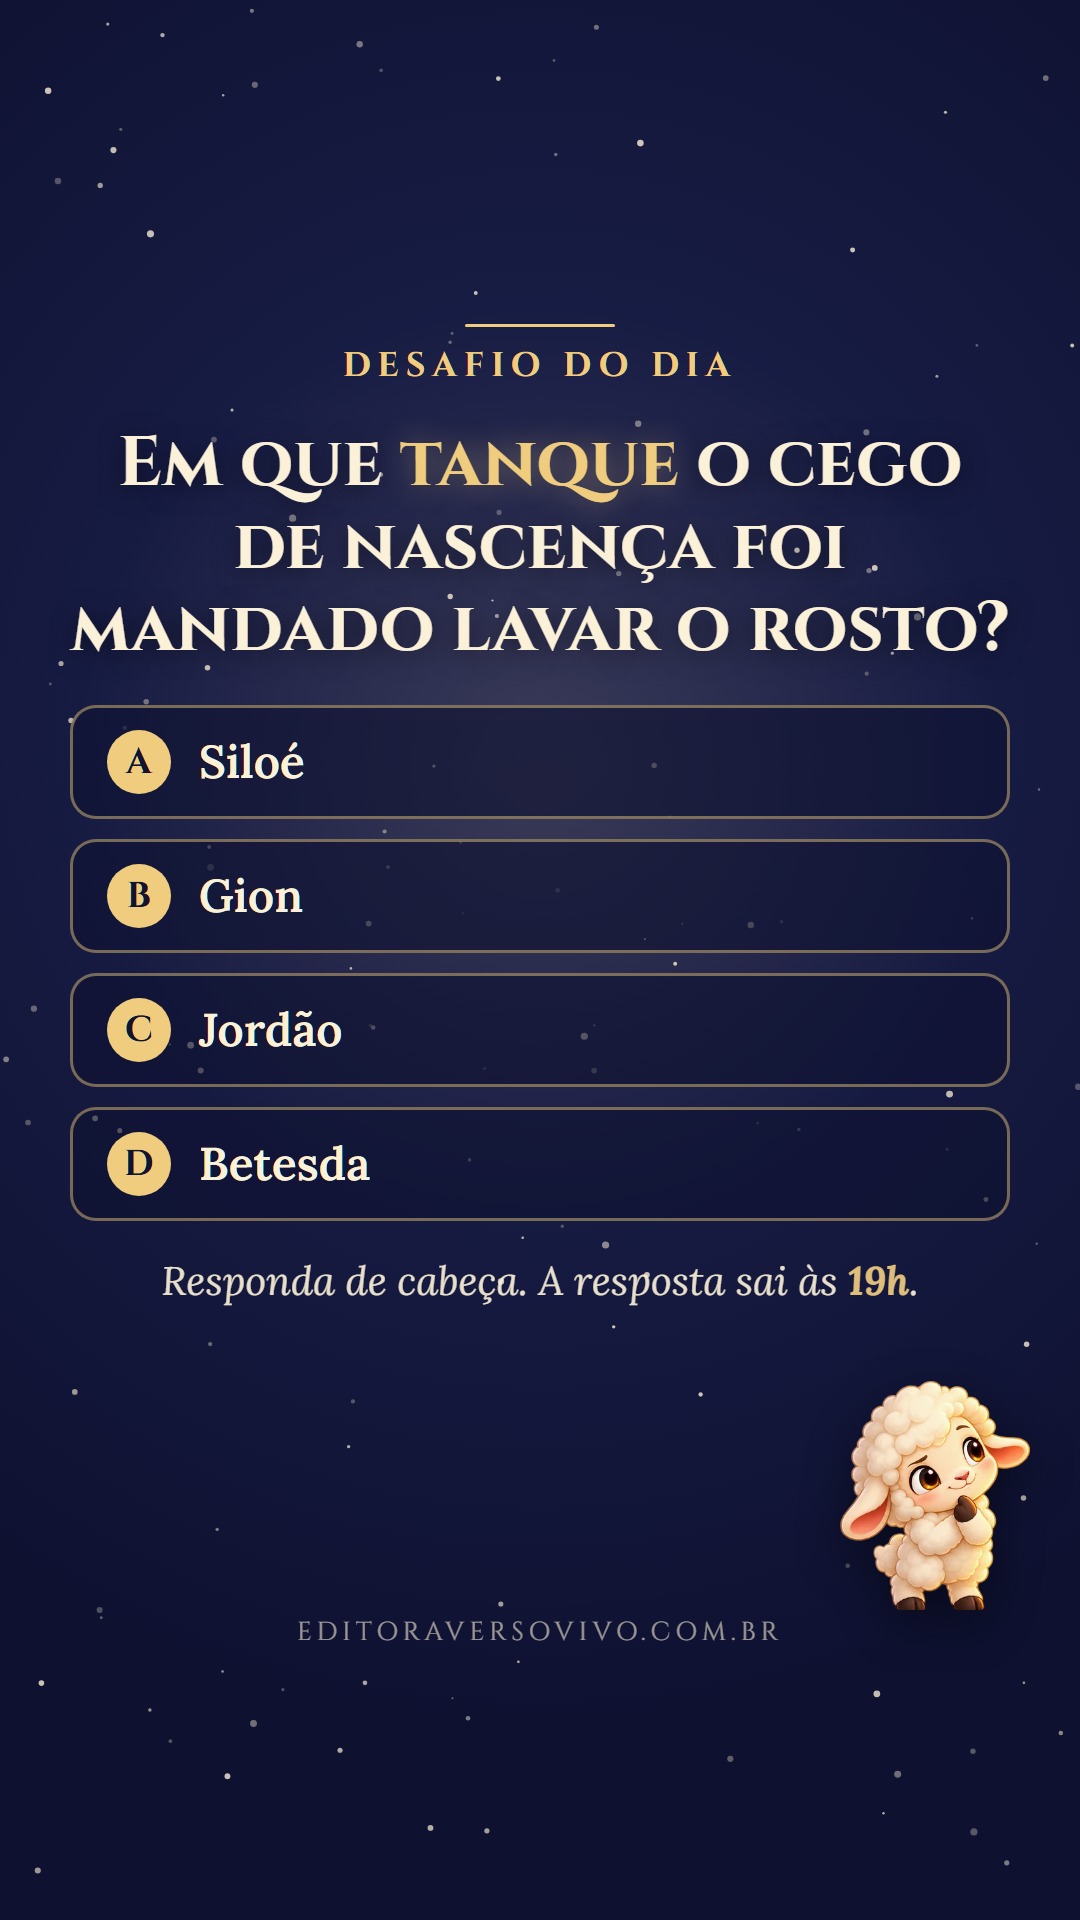 DESAFIO DO DIA
EM QUE TANQUE O CEGO
DE NASCENÇA FOI
MANDADO LAVAR O ROSTO?
A Siloé
B Gion
C Jordão
D Betesda
Responda de cabeça. A resposta sai às 19h.
EDITORAVERSOVIVO.COM.BR